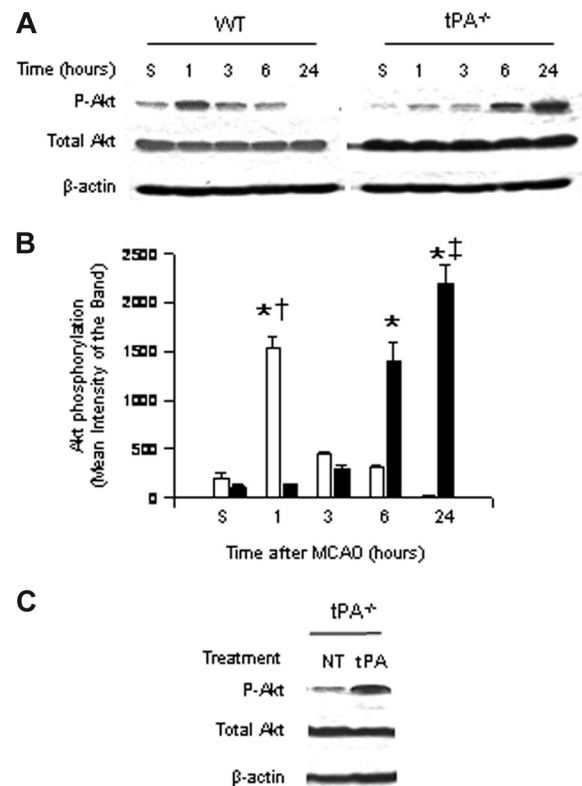 A
WT tPA-/-
Time (hours) S 1 3 6 24 S 1 3 6 24
P-Akt
Total Akt
β-actin
B
Akt phosphorylation
(Mean Intensity of the Band)
2500
2000
1500
1000
500
0
*† * *‡
S 1 3 6 24
Time after MCAO (hours)
C
tPA-/-
Treatment NT tPA
P-Akt
Total Akt
β-actin